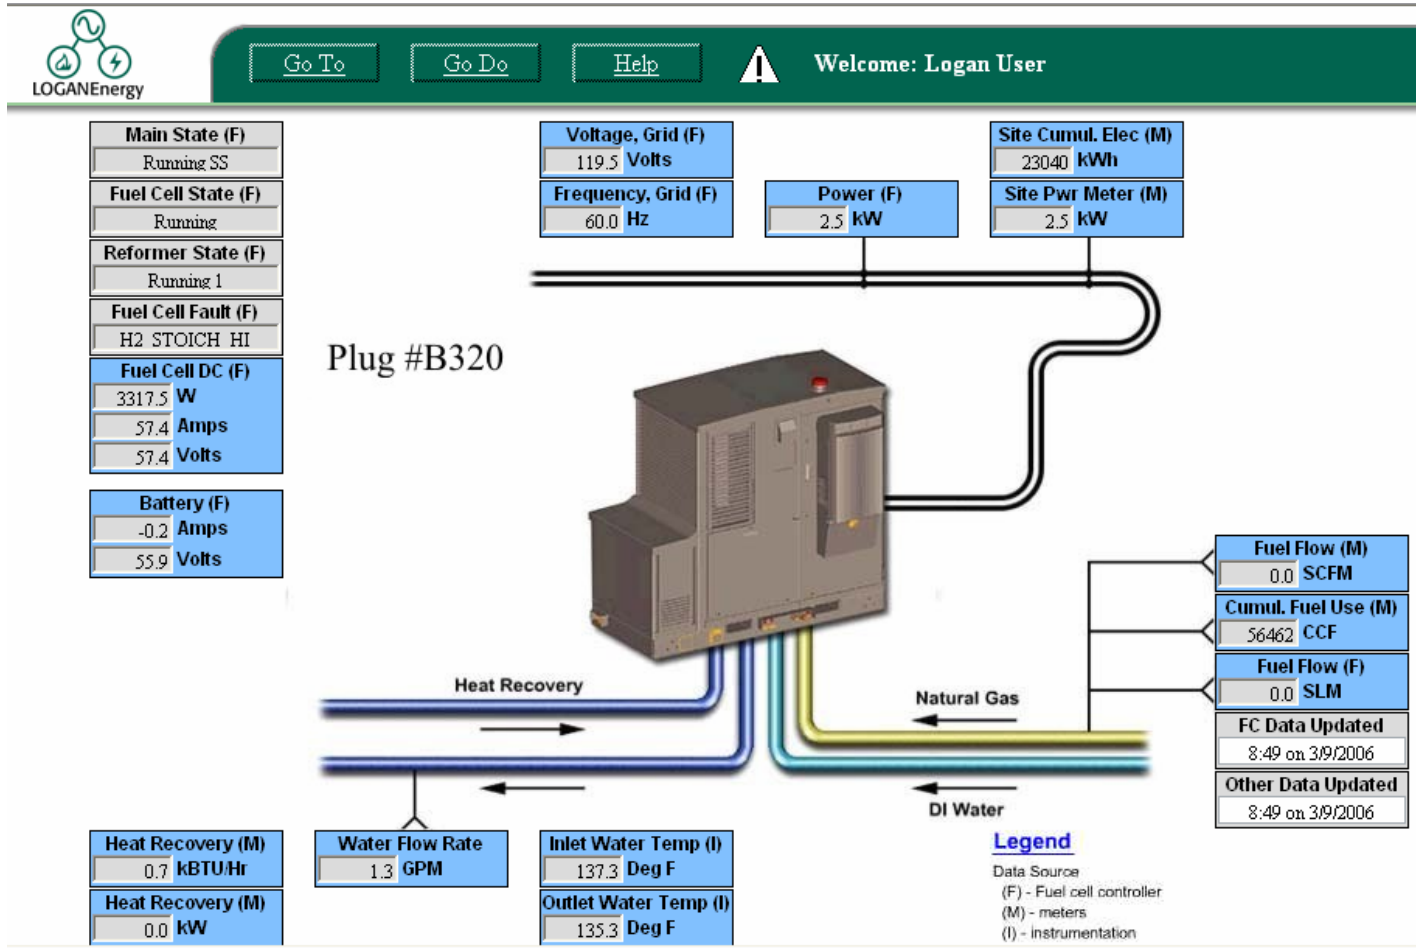 LOGANEnergy
Go To
Go Do
Help
!
Welcome: Logan User
Main State (F)
Running SS
Fuel Cell State (F)
Running
Reformer State (F)
Running 1
Fuel Cell Fault (F)
H2 STOICH HI
Fuel Cell DC (F)
3317.5 W
57.4 Amps
57.4 Volts
Battery (F)
-0.2 Amps
55.9 Volts
Voltage, Grid (F)
119.5 Volts
Frequency, Grid (F)
60.0 Hz
Power (F)
2.5 kW
Site Cumul. Elec (M)
23040 kWh
Site Pwr Meter (M)
2.5 kW
Plug #B320
Fuel Flow (M)
0.0 SCFM
Cumul. Fuel Use (M)
56462 CCF
Fuel Flow (F)
0.0 SLM
FC Data Updated
8:49 on 3/9/2006
Other Data Updated
8:49 on 3/9/2006
Heat Recovery
Natural Gas
DI Water
Heat Recovery (M)
0.7 kBTU/Hr
Heat Recovery (M)
0.0 kW
Water Flow Rate
1.3 GPM
Inlet Water Temp (I)
137.3 Deg F
Outlet Water Temp (I)
135.3 Deg F
Legend
Data Source
(F) - Fuel cell controller
(M) - meters
(I) - instrumentation